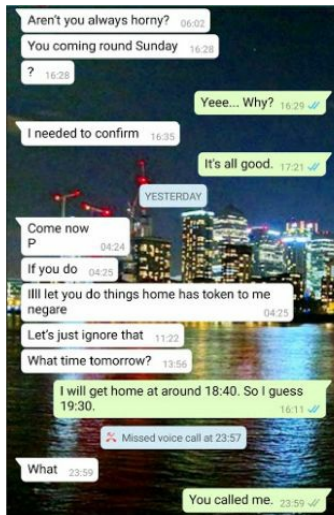 Aren't you always horny? 06:02
You coming round Sunday 16:28
? 16:28
Yeee... Why? 16:29
I needed to confirm 16:35
It's all good. 17:21
YESTERDAY
Come now
P 04:24
If you do 04:25
IllI let you do things home has token to me
negare 04:25
Let's just ignore that 11:22
What time tomorrow? 13:56
I will get home at around 18:40. So I guess
19:30. 16:11
Missed voice call at 23:57
What 23:59
You called me. 23:59